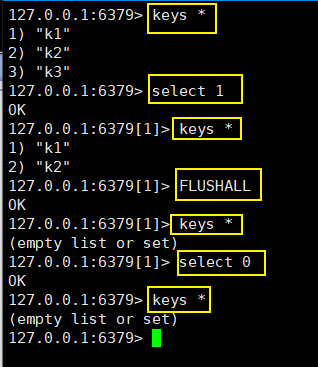 127.0.0.1:6379> keys *
1) "k1"
2) "k2"
3) "k3"
127.0.0.1:6379> select 1
OK
127.0.0.1:6379[1]> keys *
1) "k1"
2) "k2"
127.0.0.1:6379[1]> FLUSHALL
OK
127.0.0.1:6379[1]> keys *
(empty list or set)
127.0.0.1:6379[1]> select 0
OK
127.0.0.1:6379> keys *
(empty list or set)
127.0.0.1:6379>